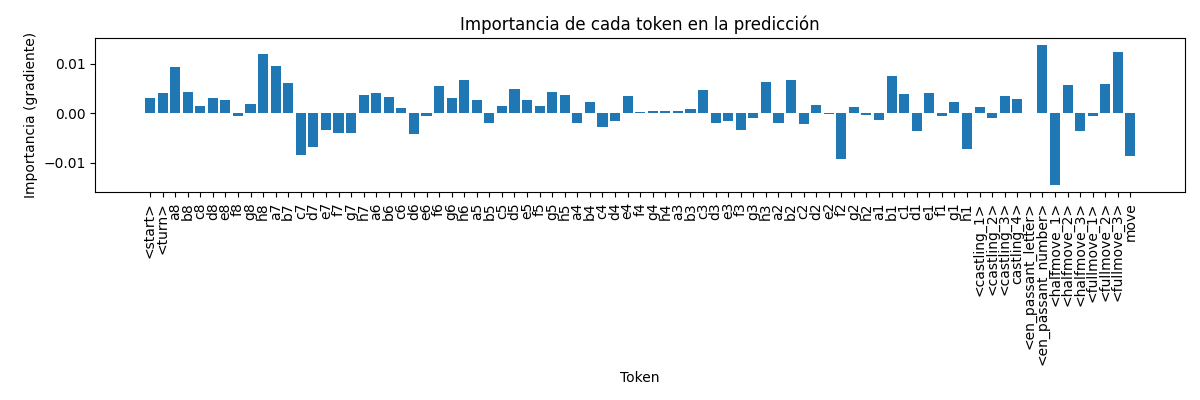 Importancia de cada token en la predicción
Importancia (gradiente)
0.01
0.00
−0.01
<start>
<turn>
a8
b8
c8
d8
e8
f8
g8
h8
a7
b7
c7
d7
e7
f7
g7
h7
a6
b6
c6
d6
e6
f6
g6
h6
a5
b5
c5
d5
e5
f5
g5
h5
a4
b4
c4
d4
e4
f4
g4
h4
a3
b3
c3
d3
e3
f3
g3
h3
a2
b2
c2
d2
e2
f2
g2
h2
a1
b1
c1
d1
e1
f1
g1
h1
<castling_1>
<castling_2>
<castling_3>
castling_4>
<en_passant_letter>
<en_passant_number>
<halfmove_1>
<halfmove_2>
<halfmove_3>
<fullmove_1>
<fullmove_2>
<fullmove_3>
move
Token